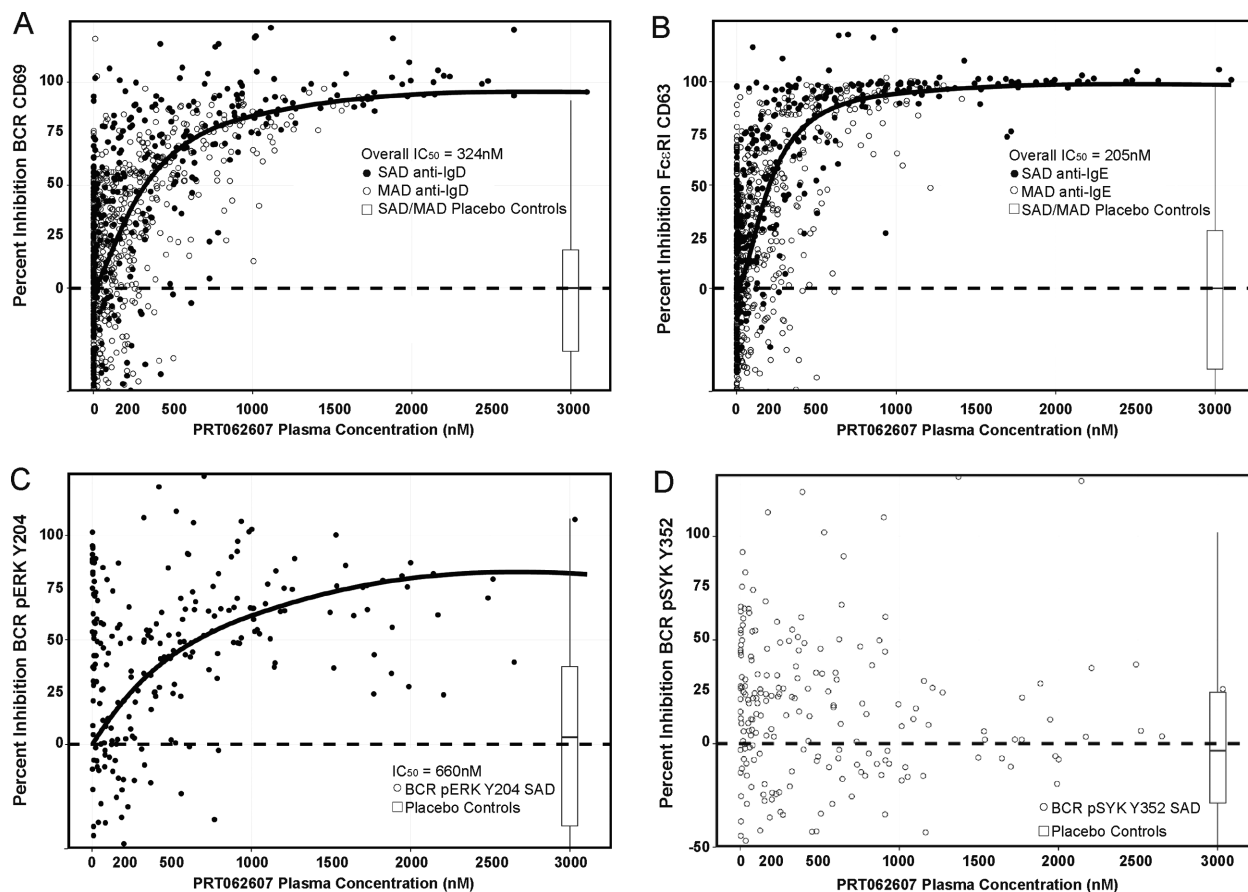 A
Percent Inhibition BCR CD69
100
75
50
25
0
Overall IC50 = 324nM
SAD anti-IgD
MAD anti-IgD
SAD/MAD Placebo Controls
0 200 500 1000 1500 2000 2500 3000
PRT062607 Plasma Concentration (nM)
B
Percent Inhibition FcεRI CD63
100
75
50
25
0
Overall IC50 = 205nM
SAD anti-IgE
MAD anti-IgE
SAD/MAD Placebo Controls
0 200 500 1000 1500 2000 2500 3000
PRT062607 Plasma Concentration (nM)
C
Percent Inhibition BCR pERK Y204
100
75
50
25
0
IC50 = 660nM
BCR pERK Y204 SAD
Placebo Controls
0 200 500 1000 1500 2000 2500 3000
PRT062607 Plasma Concentration (nM)
D
Percent Inhibition BCR pSYK Y352
100
75
50
25
0
-50
BCR pSYK Y352 SAD
Placebo Controls
0 200 500 1000 1500 2000 2500 3000
PRT062607 Plasma Concentration (nM)